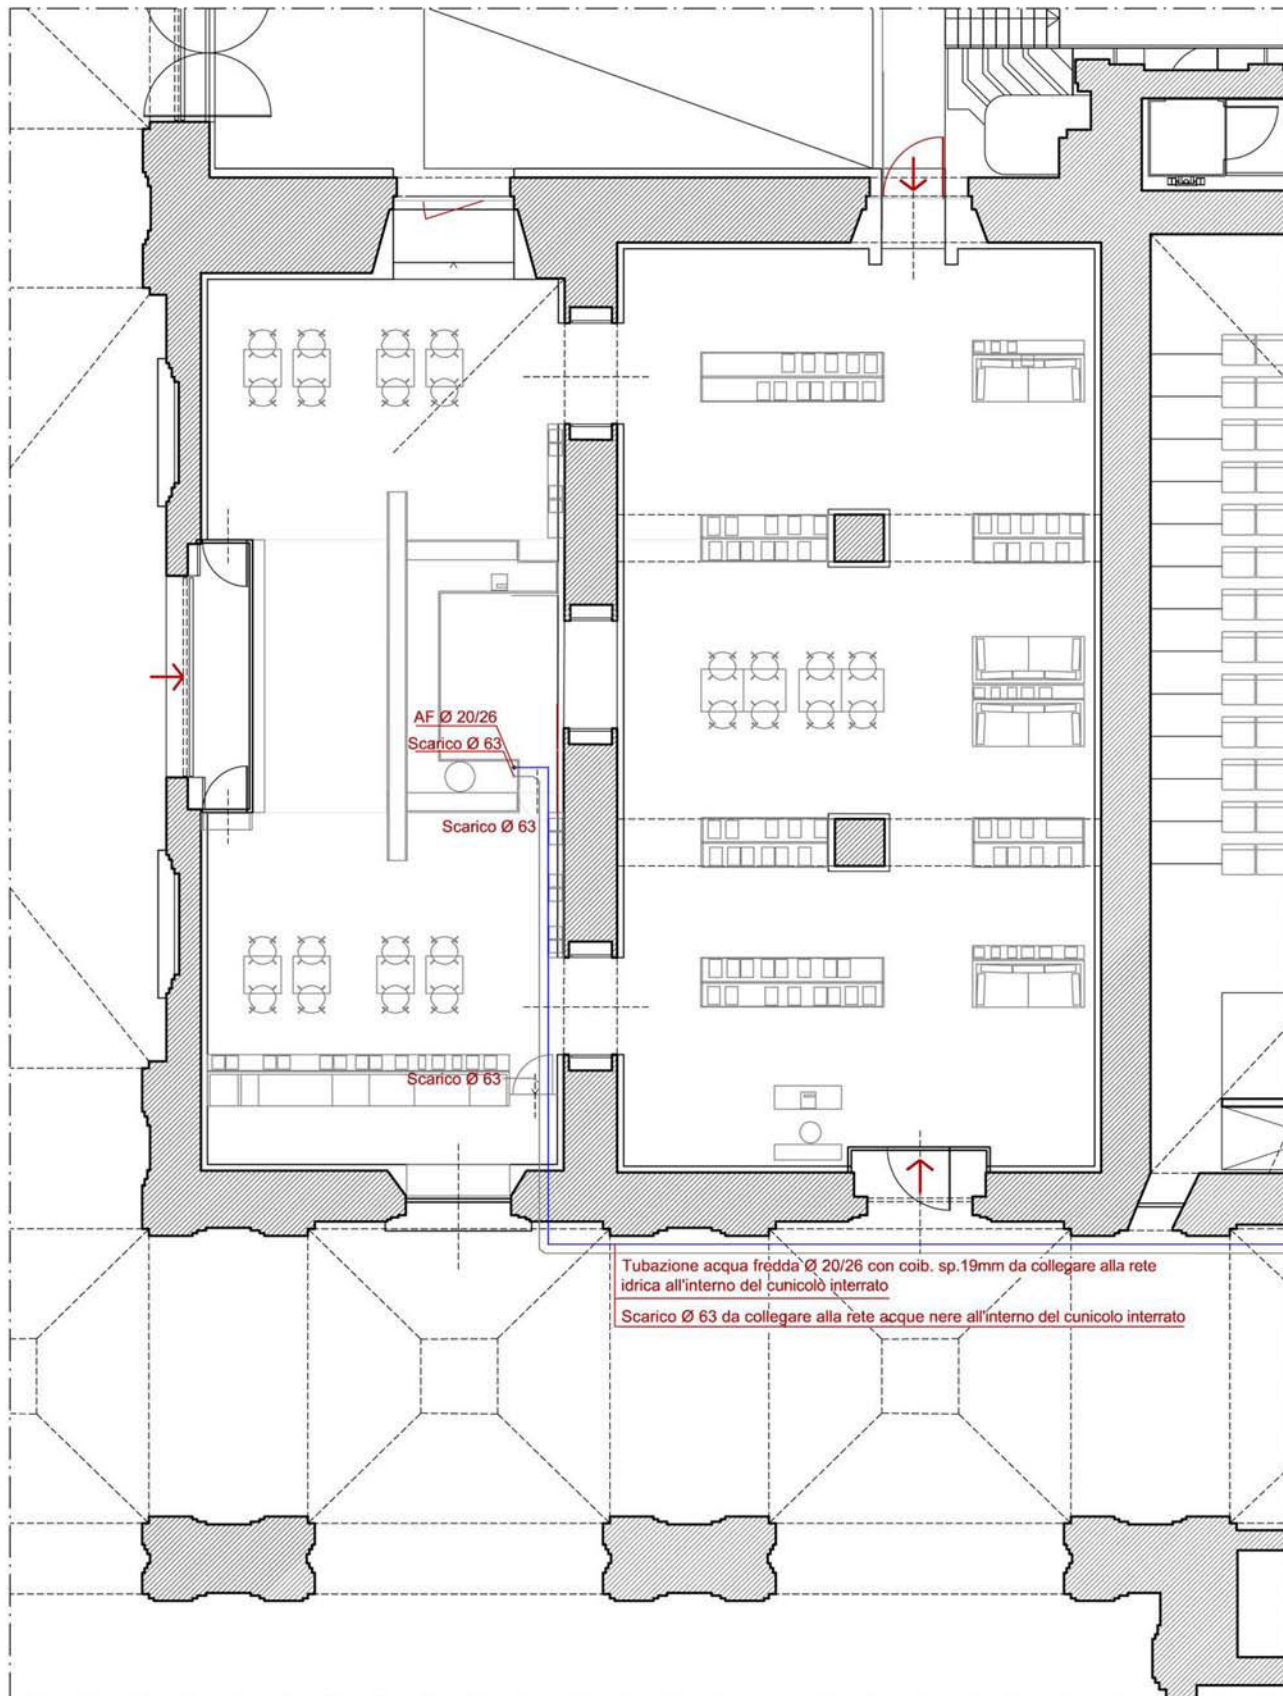 AF Ø 20/26
Scarico Ø 63
Scarico Ø 63
Scarico Ø 63
Tubazione acqua fredda Ø 20/26 con coib. sp.19mm da collegare alla rete
idrica all'interno del cunicolo interrato
Scarico Ø 63 da collegare alla rete acque nere all'interno del cunicolo interrato